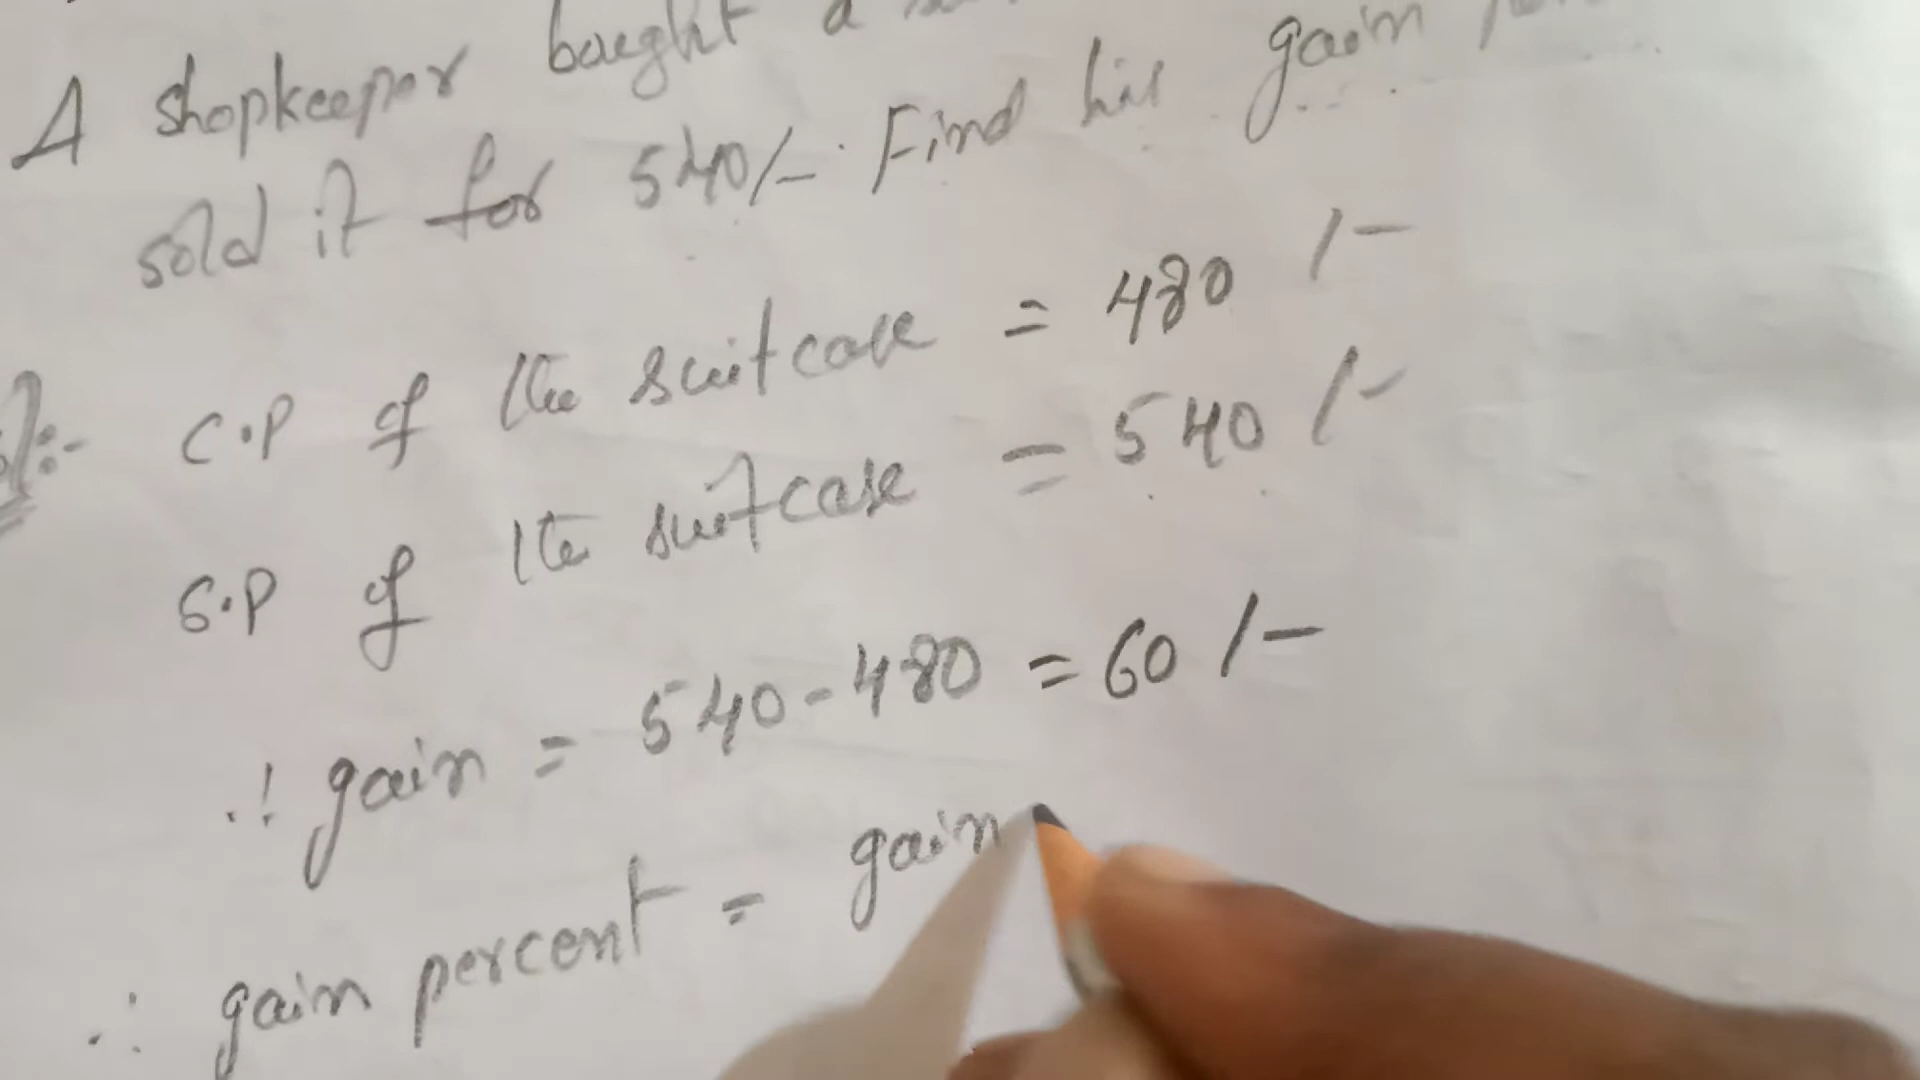 A shopkeeper bought a
sold it for 540/- Find his gain
C.P of the suitcase = 480 /-
S.P of the suitcase = 540 /-
∴ gain = 540 - 480 = 60 /-
∴ gain percent = gain